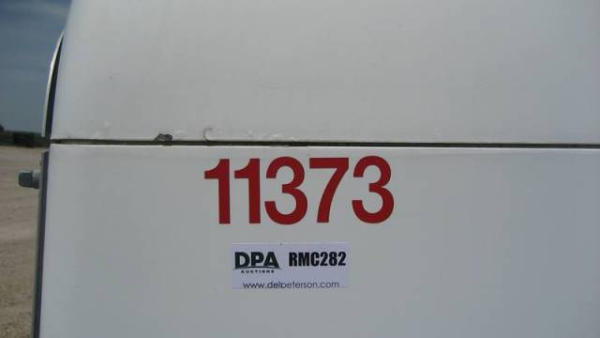 11373
DPA RMC282
AUCTIONS
www.delpeterson.com